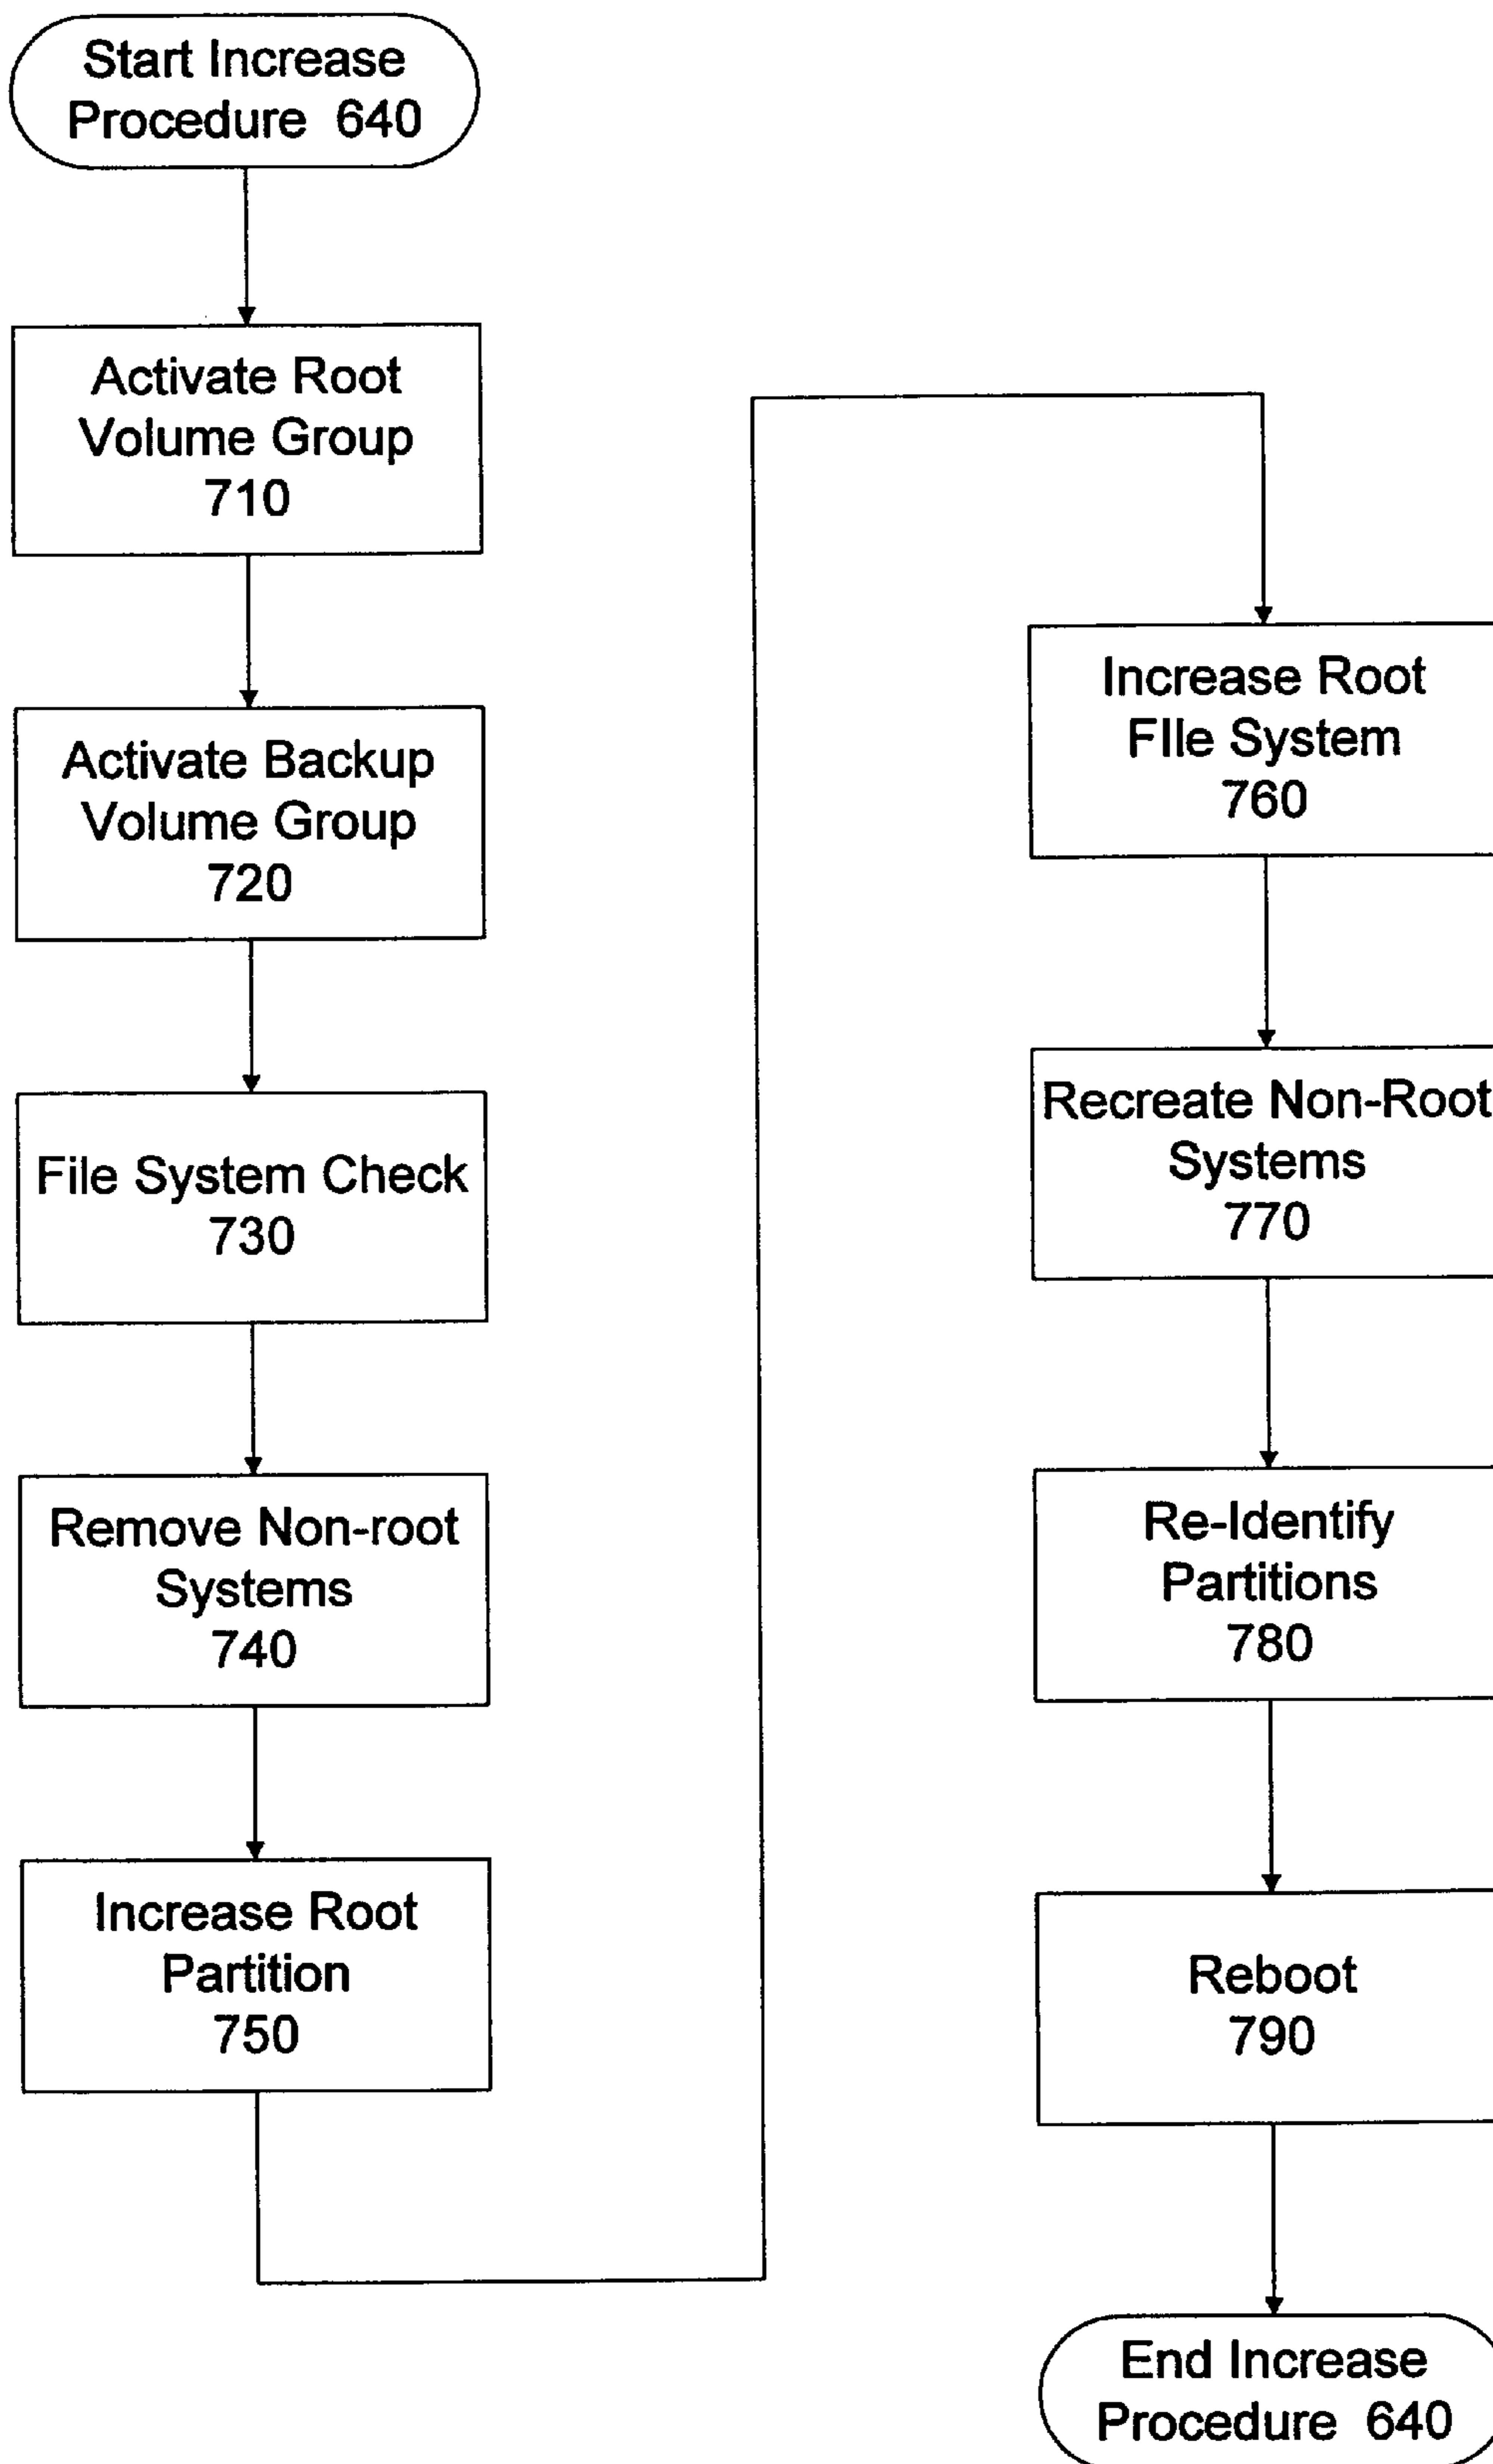 Start Increase
Procedure 640
Activate Root
Volume Group
710
Activate Backup
Volume Group
720
File System Check
730
Remove Non-root
Systems
740
Increase Root
Partition
750
Increase Root
FIle System
760
Recreate Non-Root
Systems
770
Re-Identify
Partitions
780
Reboot
790
End Increase
Procedure 640